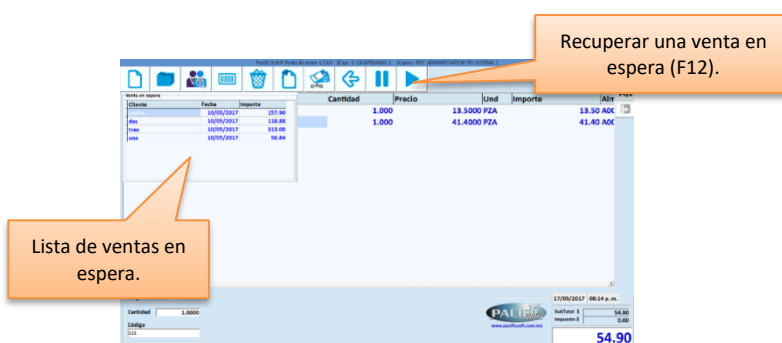 Recuperar una venta en
espera (F12).
Venta en espera
Cliente Fecha Importe
10/05/2017 157.90
dos 10/05/2017 118.88
tres 10/05/2017 313.00
uno 10/05/2017 56.84
Cantidad Precio Und Importe
1.000 13.5000 PZA 13.50
1.000 41.4000 PZA 41.40
Lista de ventas en
espera.
17/05/2017 08:14 p. m.
Cantidad 1.0000
Código
SubTotal $ 54.90
Impuesto $ 0.00
www.pacificsoft.com.mx
54.90